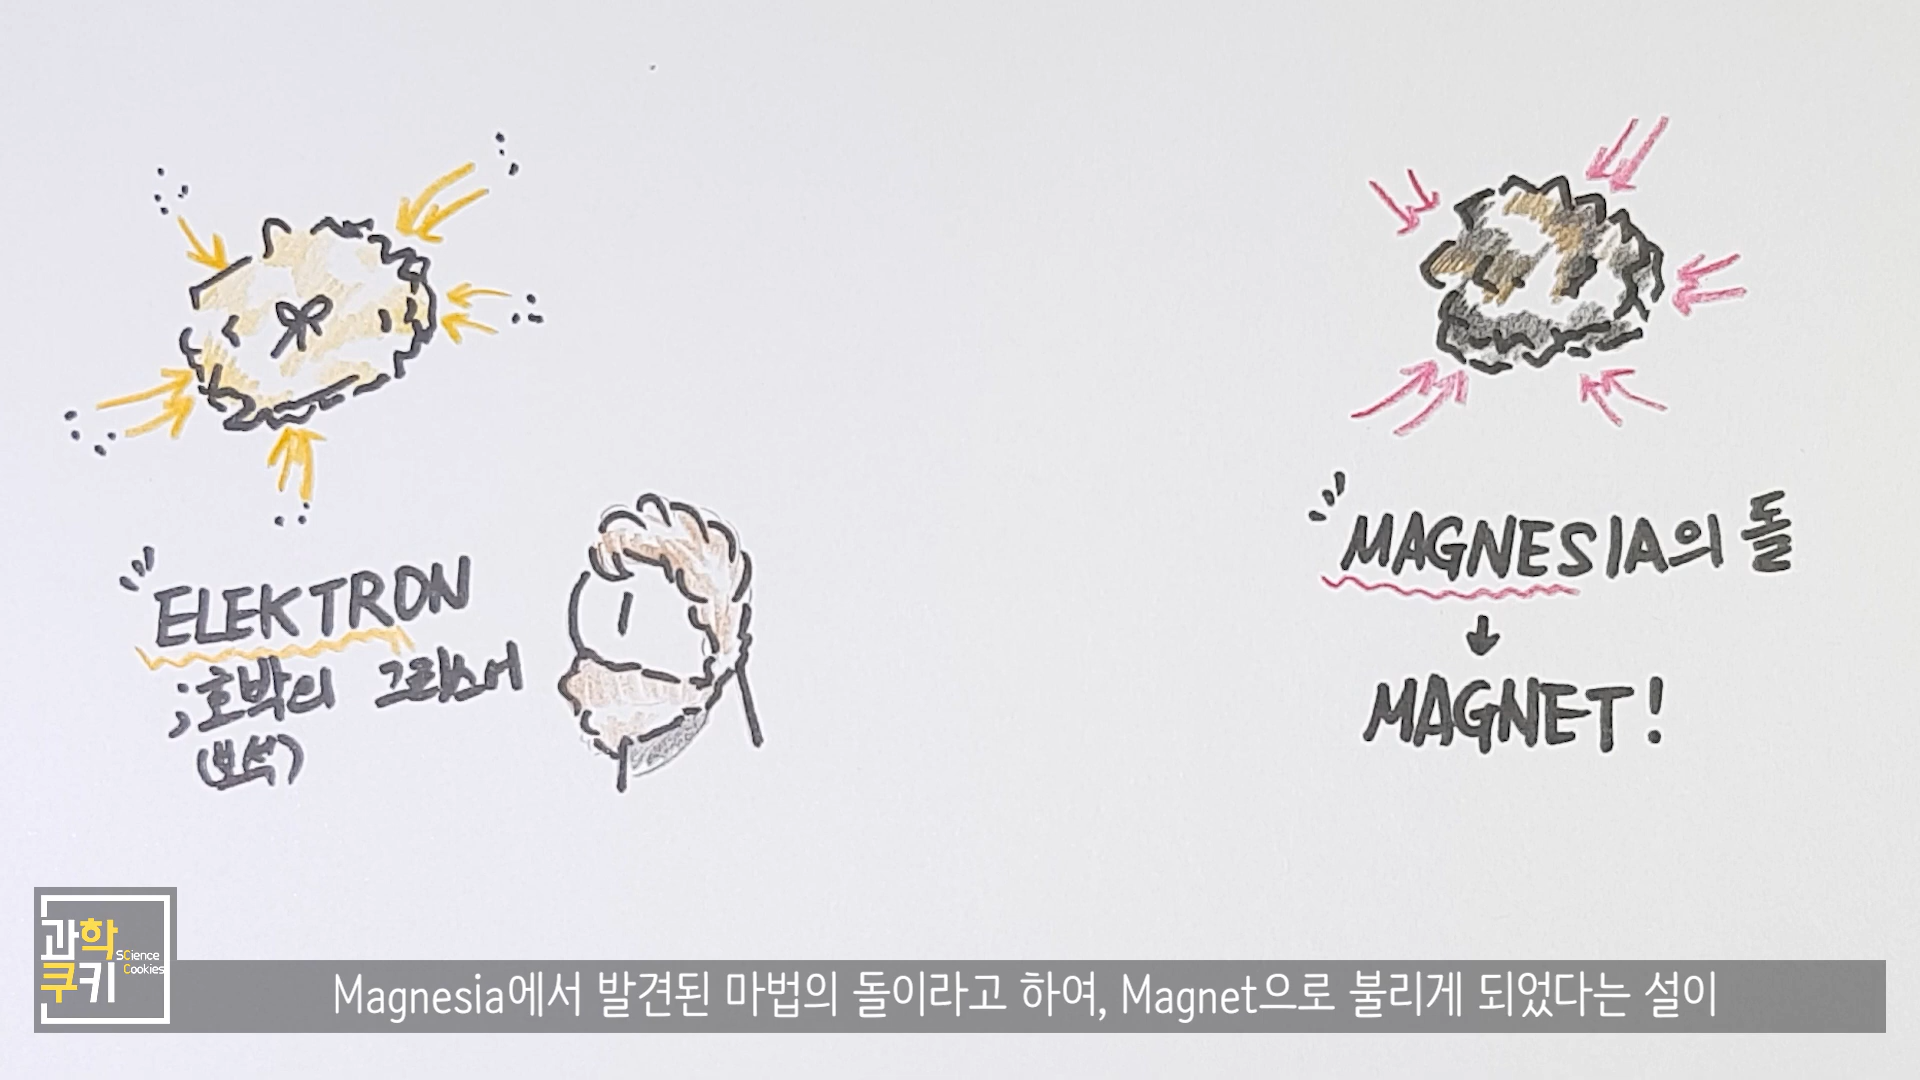 ELEKTRON
;호박의 그리스어
(보석)
MAGNESIA의 돌
MAGNET!
과학
쿠키
Science
Cookies
Magnesia에서 발견된 마법의 돌이라고 하여, Magnet으로 불리게 되었다는 설이